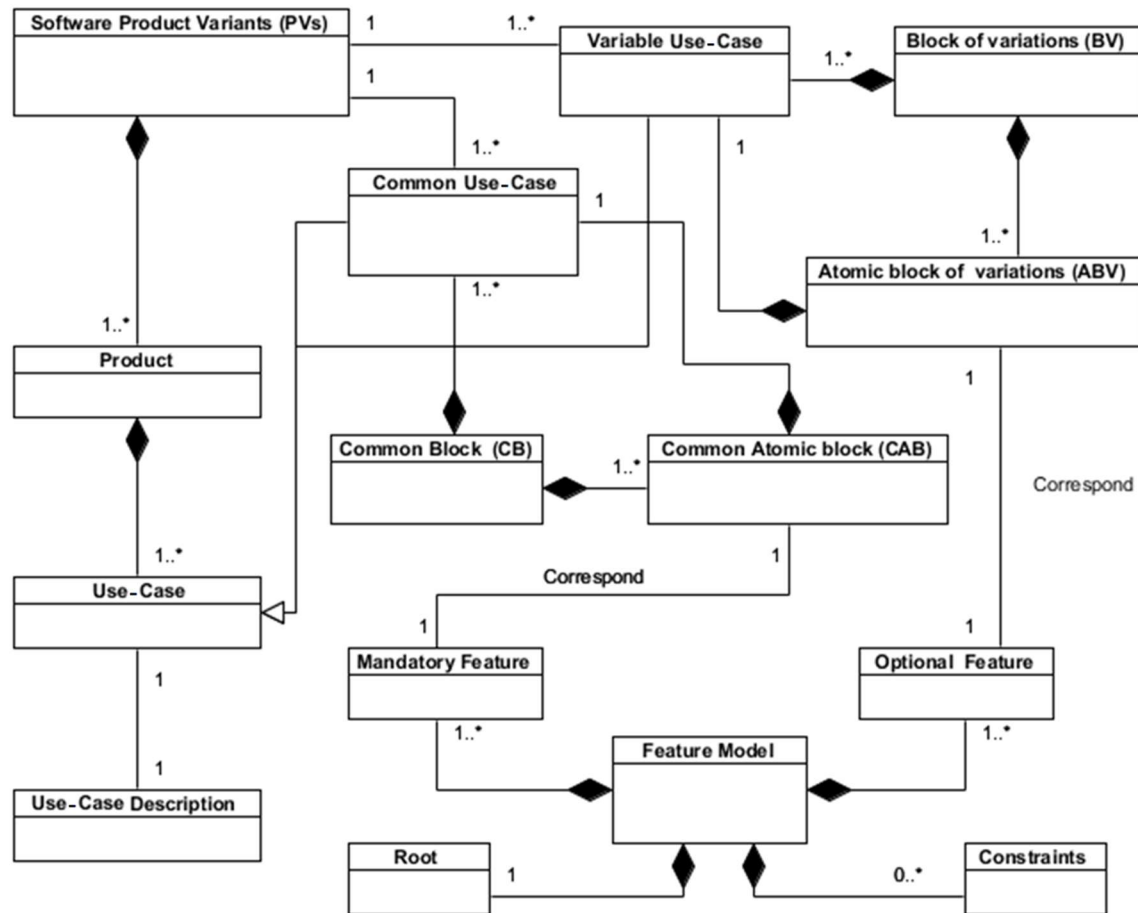 Software Product Variants (PVs)
1
1..*
Variable Use-Case
1..*
Block of variations (BV)
1
1..*
Common Use-Case
1
1
1..*
Atomic block of variations (ABV)
1..*
1..*
Product
1
Common Block (CB)
1..*
Common Atomic block (CAB)
Correspond
1..*
Use-Case
Correspond
1
1
1
1
Mandatory Feature
Optional Feature
1..*
1..*
1
Feature Model
1
Use-Case Description
Root
1
0..*
Constraints